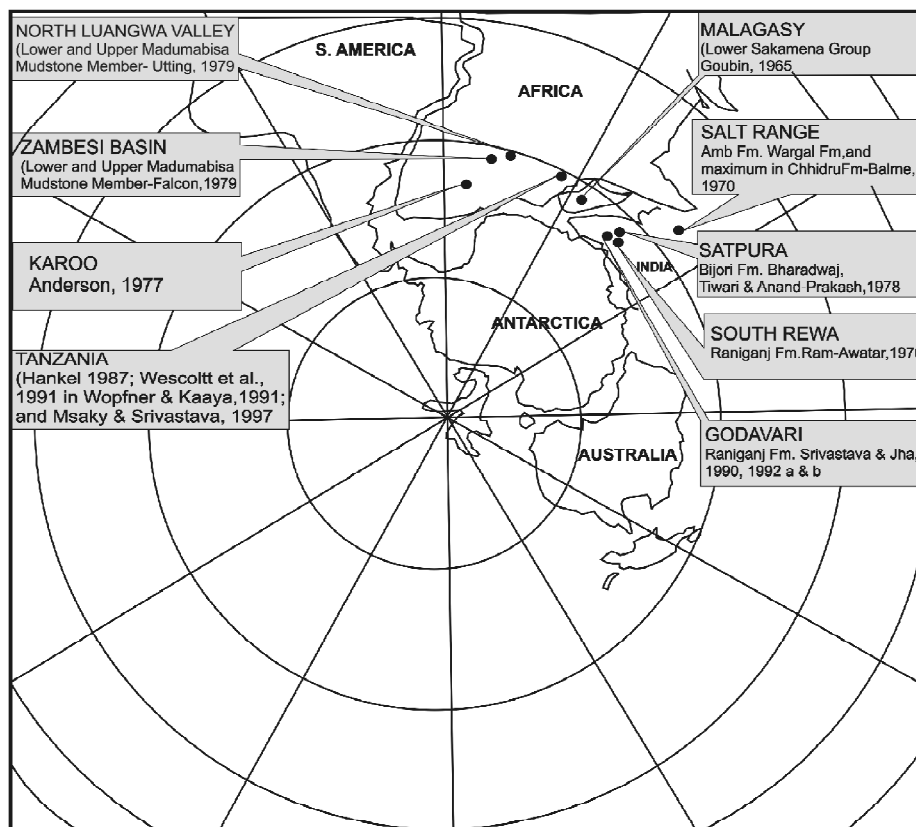 NORTH LUANGWA VALLEY
(Lower and Upper Madumabisa
Mudstone Member- Utting, 1979
S. AMERICA
AFRICA
MALAGASY
(Lower Sakamena Group
Goubin, 1965
ZAMBESI BASIN
(Lower and Upper Madumabisa
Mudstone Member-Falcon,1979
SALT RANGE
Amb Fm. Wargal Fm,and
maximum in ChhidruFm-Balme,
1970
KAROO
Anderson, 1977
INDIA
SATPURA
Bijori Fm. Bharadwaj,
Tiwari & Anand-Prakash,1978
ANTARCTICA
SOUTH REWA
Raniganj Fm.Ram-Awatar,197
TANZANIA
(Hankel 1987; Wescoltt et al.,
1991 in Wopfner & Kaaya,1991;
and Msaky & Srivastava, 1997
AUSTRALIA
GODAVARI
Raniganj Fm. Srivastava & Jha,
1990, 1992 a & b